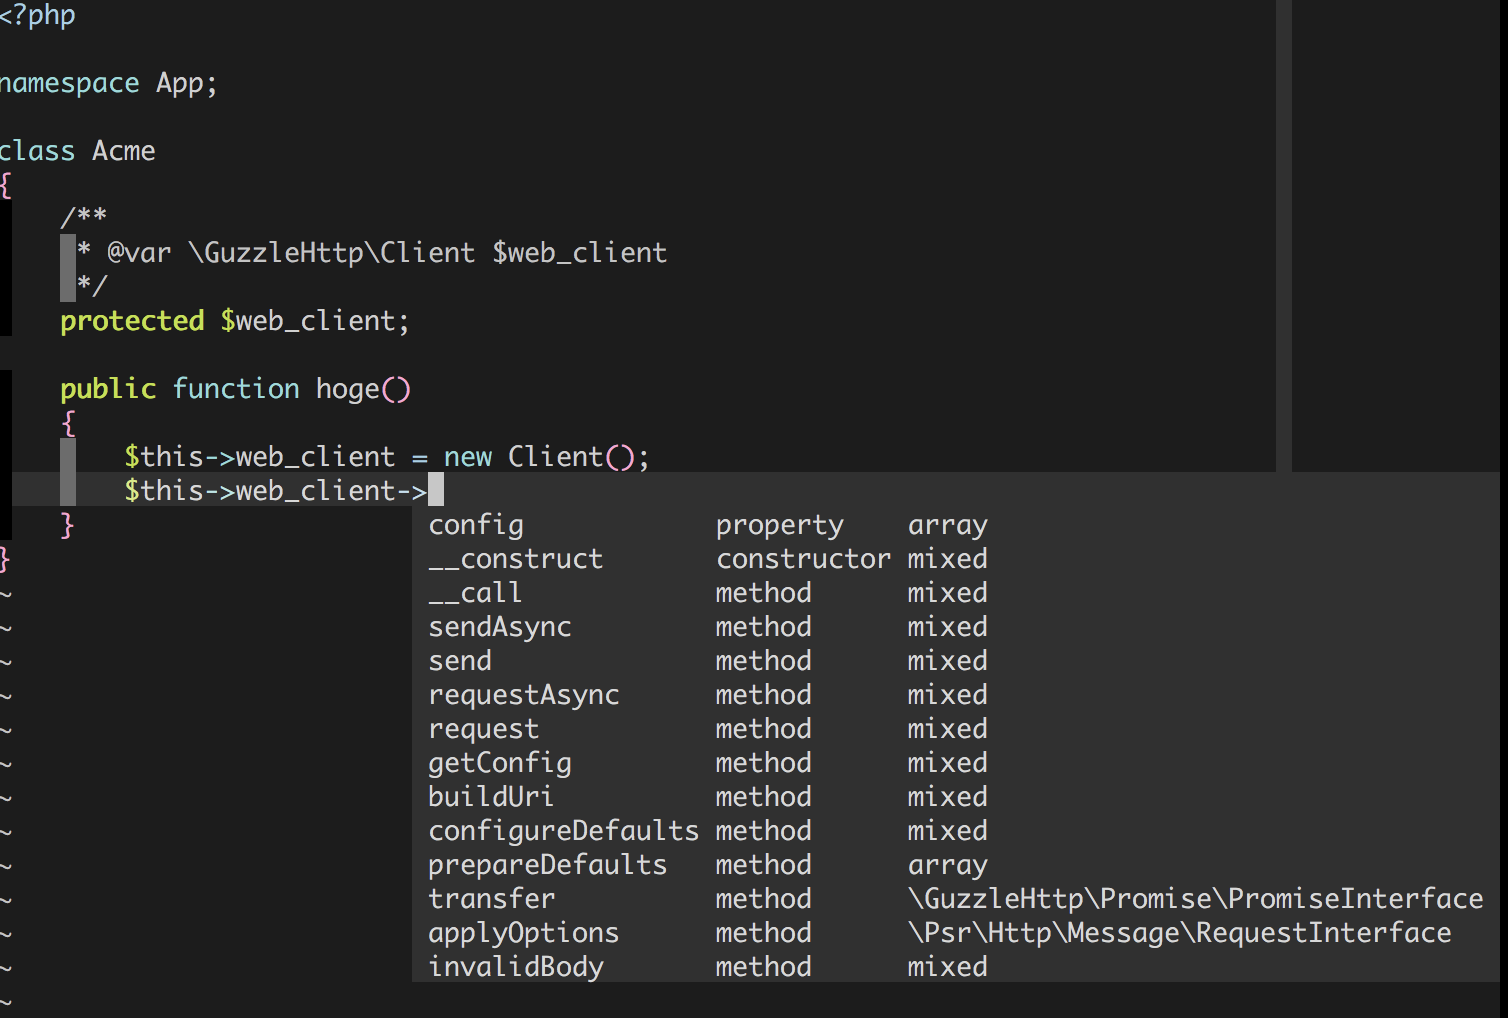 <?php
namespace App;
class Acme
{
/**
* @var \GuzzleHttp\Client $web_client
*/
protected $web_client;
public function hoge()
{
$this->web_client = new Client();
$this->web_client->
}
config property array
__construct constructor mixed
}
__call method mixed
~
sendAsync method mixed
~
send method mixed
~
requestAsync method mixed
~
request method mixed
~
getConfig method mixed
~
buildUri method mixed
~
configureDefaults method mixed
~
prepareDefaults method array
~
transfer method \GuzzleHttp\Promise\PromiseInterface
~
applyOptions method \Psr\Http\Message\RequestInterface
~
invalidBody method mixed
~
~